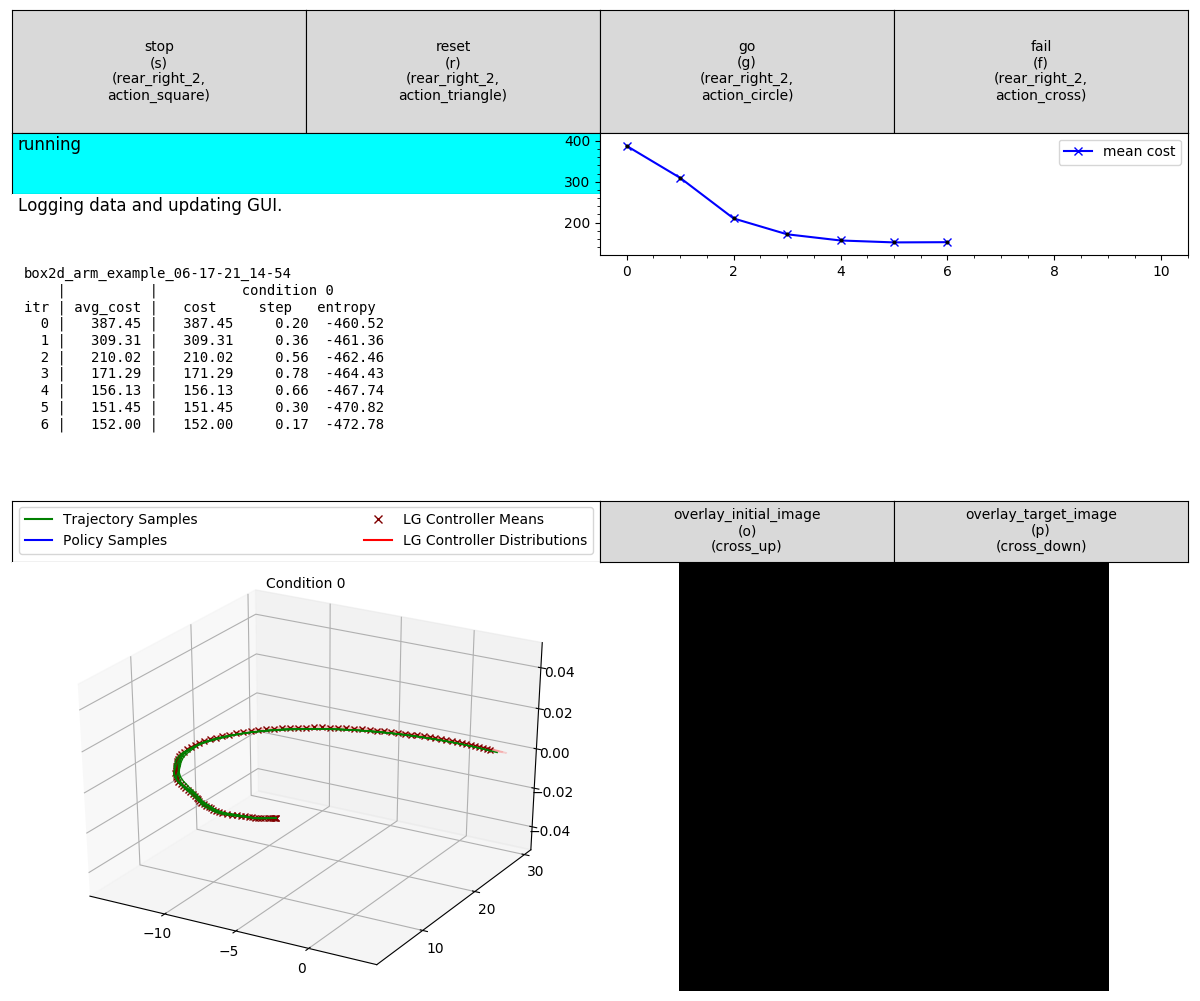 stop
(s)
(rear_right_2,
action_square)
reset
(r)
(rear_right_2,
action_triangle)
go
(g)
(rear_right_2,
action_circle)
fail
(f)
(rear_right_2,
action_cross)
running
Logging data and updating GUI.
400
300
200
mean cost
0 2 4 6 8 10
box2d_arm_example_06-17-21_14-54
| | condition 0
itr | avg_cost | cost step entropy
0 | 387.45 | 387.45 0.20 -460.52
1 | 309.31 | 309.31 0.36 -461.36
2 | 210.02 | 210.02 0.56 -462.46
3 | 171.29 | 171.29 0.78 -464.43
4 | 156.13 | 156.13 0.66 -467.74
5 | 151.45 | 151.45 0.30 -470.82
6 | 152.00 | 152.00 0.17 -472.78
Trajectory Samples
Policy Samples
LG Controller Means
LG Controller Distributions
overlay_initial_image
(o)
(cross_up)
overlay_target_image
(p)
(cross_down)
Condition 0
0.04
0.02
0.00
−0.02
−0.04
30
20
10
−10
−5
0